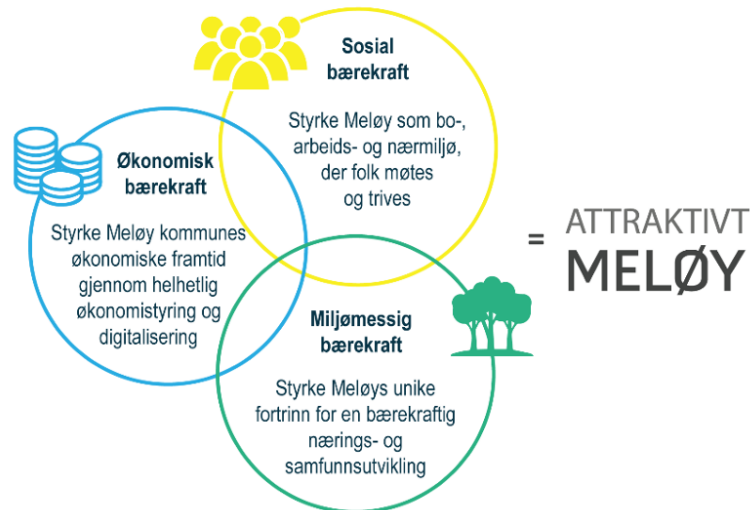 Sosial
bærekraft
Styrke Meløy som bo-,
arbeids- og nærmiljø,
der folk møtes
og trives
Økonomisk
bærekraft
Styrke Meløy kommunes
økonomiske framtid
gjennom helhetlig
økonomistyring og
digitalisering
Miljømessig
bærekraft
Styrke Meløys unike
fortrinn for en bærekraftig
nærings- og
samfunnsutvikling
= ATTRAKTIVT
MELØY